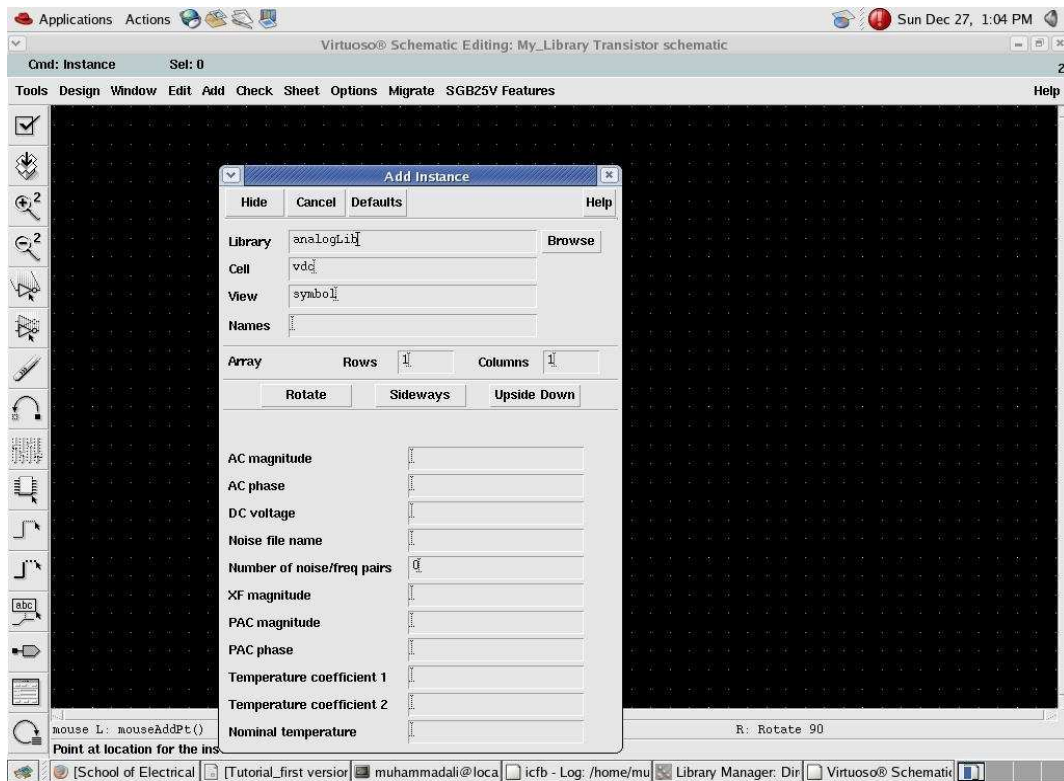 Applications Actions Sun Dec 27, 1:04 PM
Virtuoso® Schematic Editing: My_Library Transistor schematic
Cmd: Instance Sel: 0 2
Tools Design Window Edit Add Check Sheet Options Migrate SGB25V Features Help
Add Instance
Hide Cancel Defaults Help
Library analogLib Browse
Cell vdc
View symbol
Names
Array Rows 1 Columns 1
Rotate Sideways Upside Down
AC magnitude
AC phase
DC voltage
Noise file name
Number of noise/freq pairs 0
XF magnitude
PAC magnitude
PAC phase
Temperature coefficient 1
Temperature coefficient 2
Nominal temperature
2
2
abc
mouse L: mouseAddPt() R: Rotate 90
Point at location for the ins
[School of Electrical [Tutorial_first version muhammadali@loca icfb - Log: /home/mu Library Manager: Dir Virtuoso® Schematic